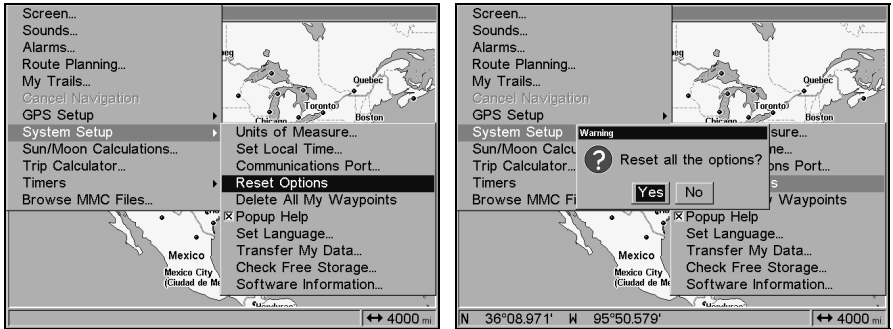 Screen...
Sounds...
Alarms...
Route Planning...
My Trails...
Cancel Navigation
GPS Setup
System Setup
Sun/Moon Calculations...
Trip Calculator...
Timers
Browse MMC Files...
Units of Measure...
Set Local Time...
Communications Port...
Reset Options
Delete All My Waypoints
Popup Help
Set Language...
Transfer My Data...
Check Free Storage...
Software Information...
Quebec
Toronto
Chicago
Boston
Mexico
Mexico City
(Ciudad de Me
Honduras
4000 mi
Screen...
Sounds...
Alarms...
Route Planning...
My Trails...
Cancel Navigation
GPS Setup
System Setup
Sun/Moon Calcu
Trip Calculator...
Timers
Browse MMC Fi
Warning
Reset all the options?
Yes
No
sure...
me...
ons Port...
s
Waypoints
Popup Help
Set Language...
Transfer My Data...
Check Free Storage...
Software Information...
Quebec
Toronto
Boston
Mexico
Mexico City
(Ciudad de Me
N 36°08.971' W 95°50.579'
4000 mi